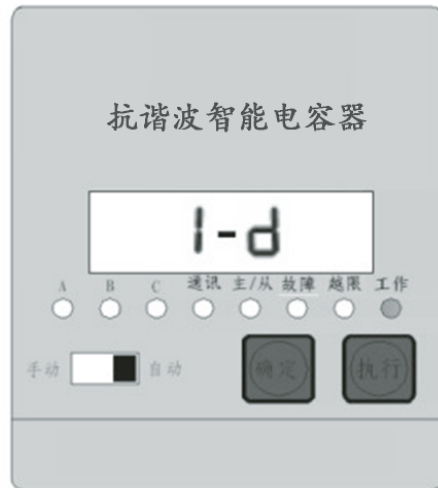 抗谐波智能电容器
1-d
A B C 通讯 主/从 故障 越限 工作
手动 自动 确定 执行